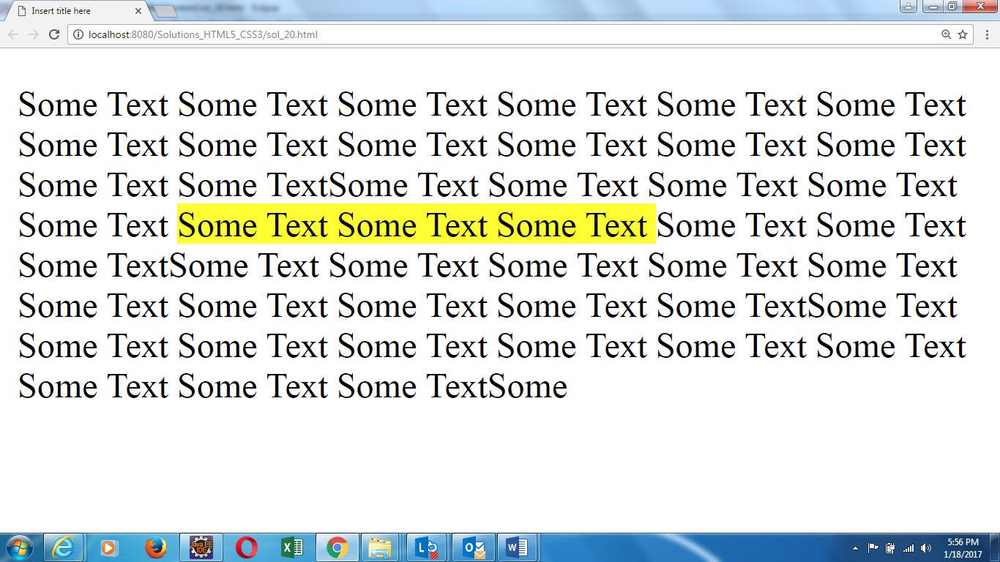 Insert title here
localhost:8080/Solutions_HTML5_CSS3/sol_20.html
Some Text Some Text Some Text Some Text Some Text Some Text
Some Text Some Text Some Text Some Text Some Text Some Text
Some Text Some TextSome Text Some Text Some Text Some Text
Some Text Some Text Some Text Some Text Some Text Some Text
Some TextSome Text Some Text Some Text Some Text Some Text
Some Text Some Text Some Text Some Text Some TextSome Text
Some Text Some Text Some Text Some Text Some Text Some Text
Some Text Some Text Some TextSome
Java EE
IDE
5:56 PM
1/18/2017